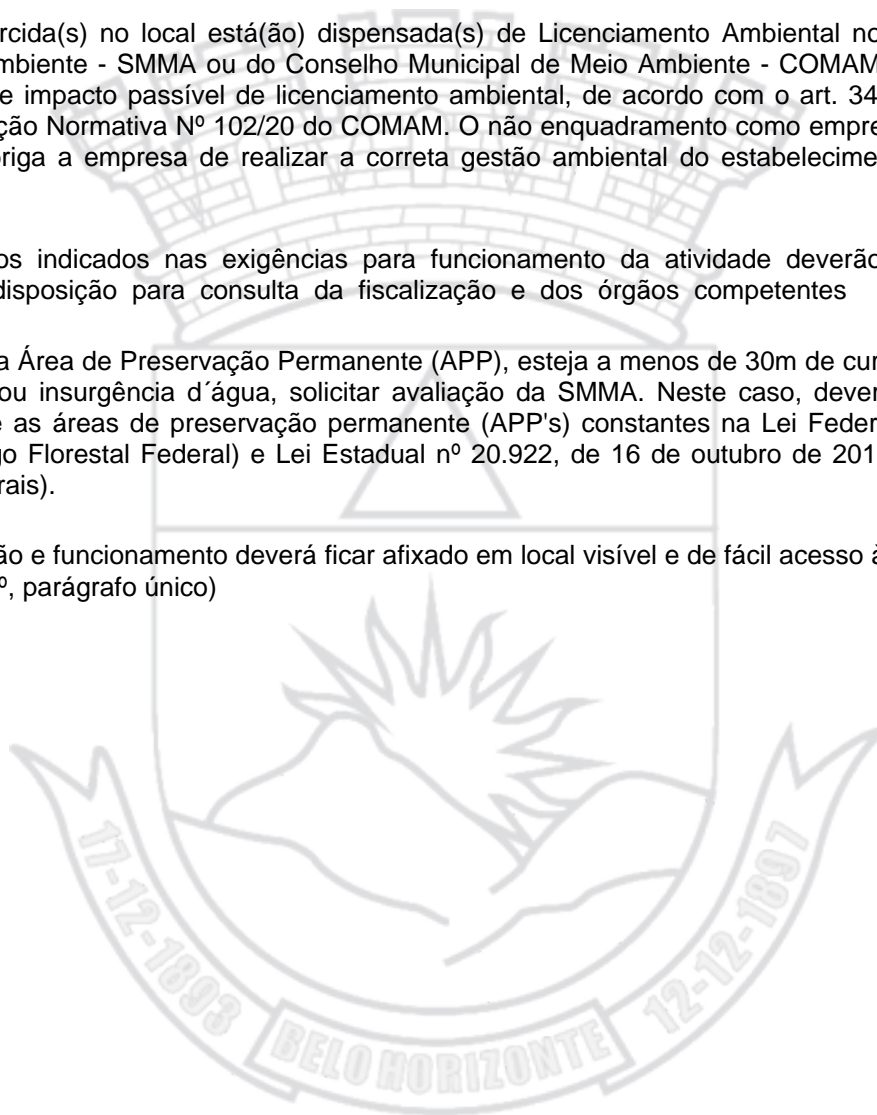 rcida(s) no local está(ão) dispensada(s) de Licenciamento Ambiental no
mbiente - SMMA ou do Conselho Municipal de Meio Ambiente - COMAM
e impacto passível de licenciamento ambiental, de acordo com o art. 34
ção Normativa Nº 102/20 do COMAM. O não enquadramento como empre
riga a empresa de realizar a correta gestão ambiental do estabelecime
os indicados nas exigências para funcionamento da atividade deverão
disposição para consulta da fiscalização e dos órgãos competentes
a Área de Preservação Permanente (APP), esteja a menos de 30m de cur
ou insurgência d´água, solicitar avaliação da SMMA. Neste caso, dever
e as áreas de preservação permanente (APP's) constantes na Lei Feder
go Florestal Federal) e Lei Estadual nº 20.922, de 16 de outubro de 201
rais).
ão e funcionamento deverá ficar afixado em local visível e de fácil acesso à
º, parágrafo único)
17-12-1893
BELO HORIZONTE
12-12-1897